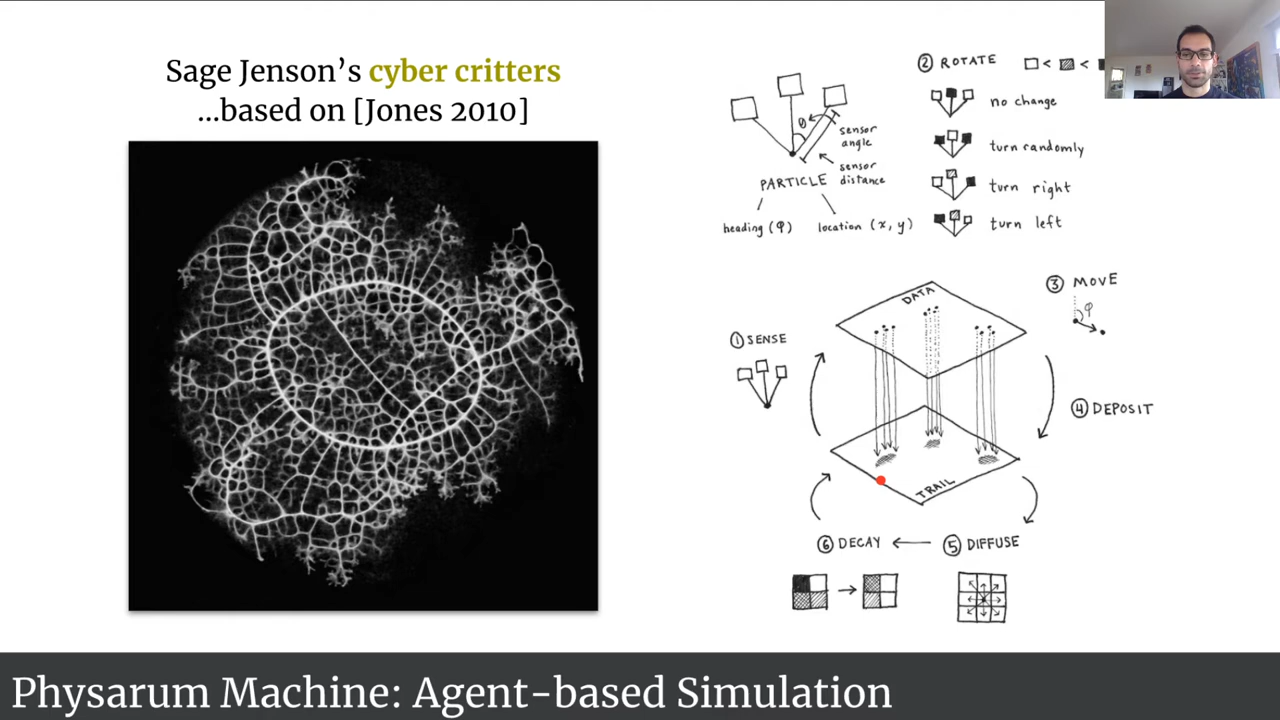 Sage Jenson's cyber critters
...based on [Jones 2010]
θ
sensor
angle
sensor
distance
PARTICLE
heading (φ)
location (x, y)
② ROTATE
□ < ▨ < ■
no change
turn randomly
turn right
turn left
① SENSE
DATA
TRAIL
③ MOVE
φ
④ DEPOSIT
⑥ DECAY
⑤ DIFFUSE
Physarum Machine: Agent-based Simulation